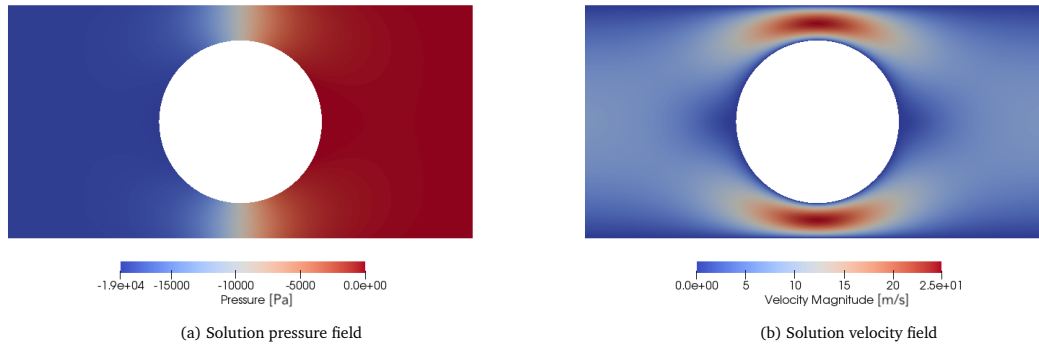 -1.9e+04 -15000 -10000 -5000 0.0e+00
Pressure [Pa]
(a) Solution pressure field
0.0e+00 5 10 15 20 2.5e+01
Velocity Magnitude [m/s]
(b) Solution velocity field